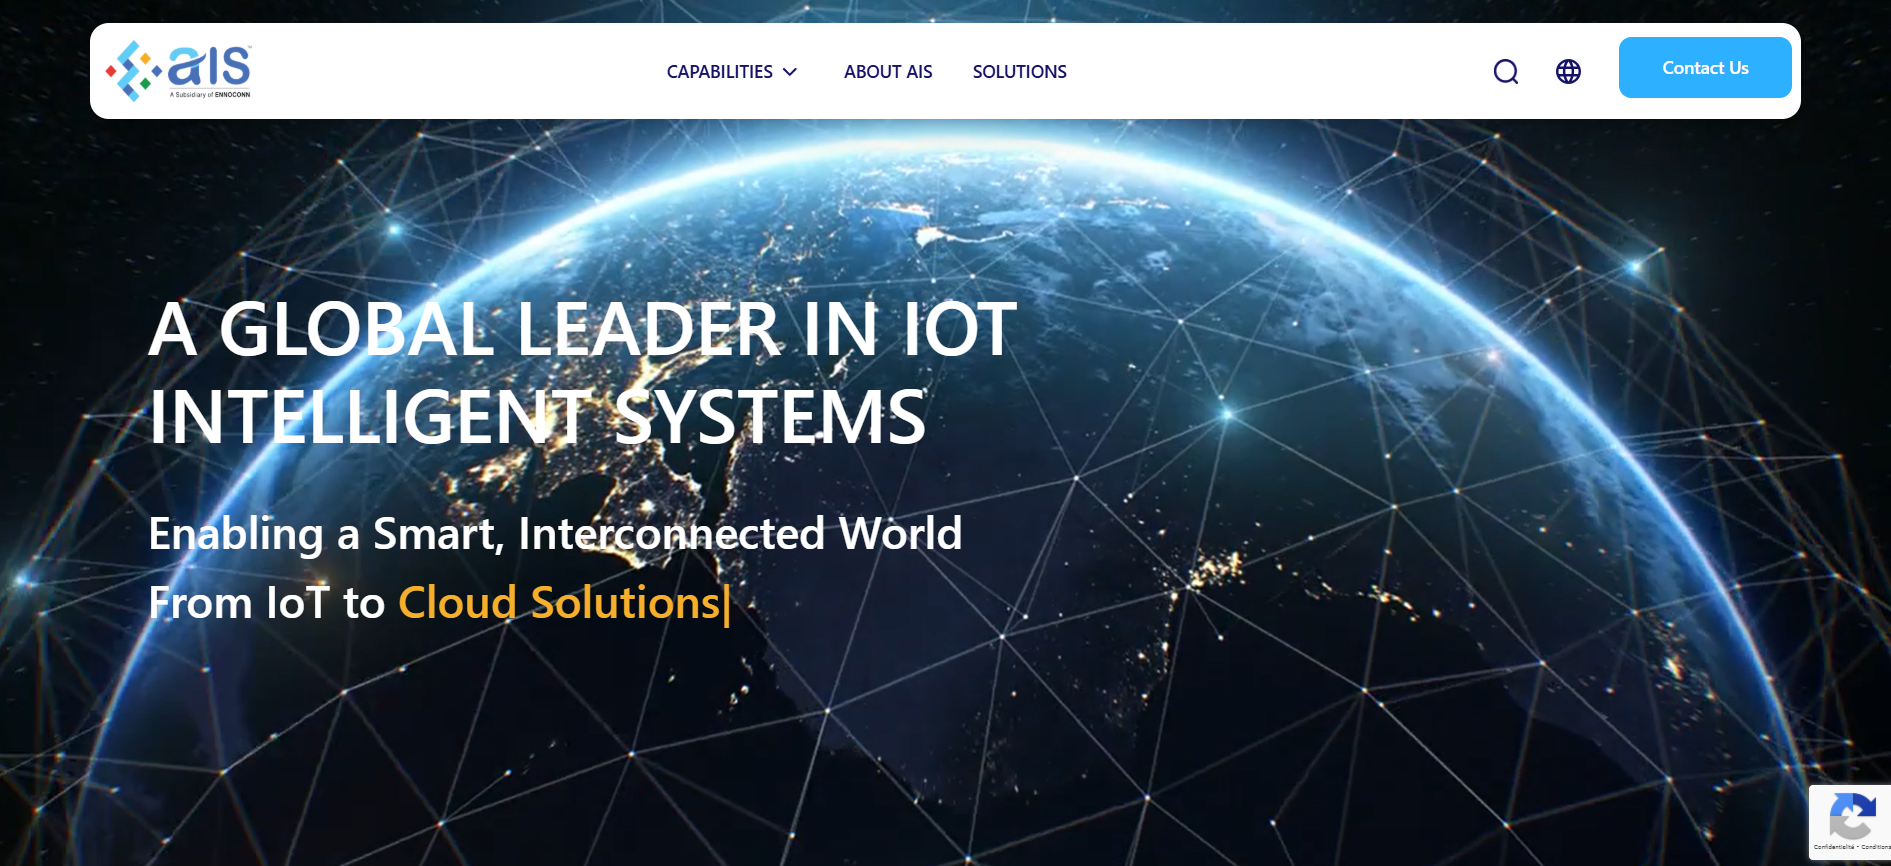 aıs™
A Subsidiary of ENNOCONN
CAPABILITIES
ABOUT AIS
SOLUTIONS
Contact Us
A GLOBAL LEADER IN IOT
INTELLIGENT SYSTEMS
Enabling a Smart, Interconnected World
From IoT to Cloud Solutions|
Confidentialité - Conditions